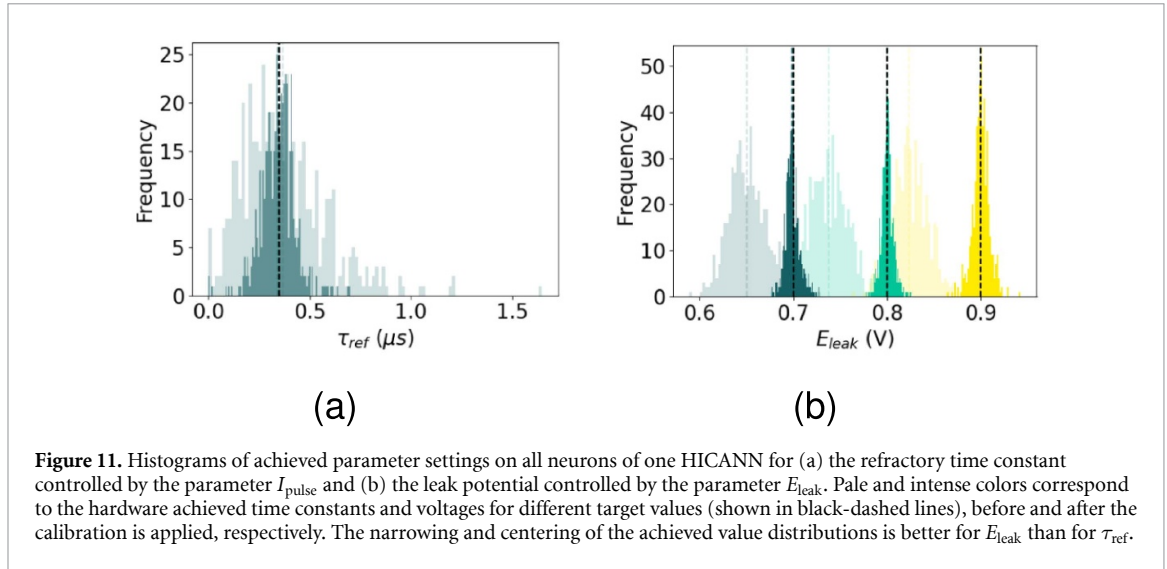 25
20
15
10
5
0
Frequency
0.0 0.5 1.0 1.5
τref (μs)
(a)
50
40
30
20
10
0
Frequency
0.6 0.7 0.8 0.9
Eleak (V)
(b)
Figure 11. Histograms of achieved parameter settings on all neurons of one HICANN for (a) the refractory time constant
controlled by the parameter Ipulse and (b) the leak potential controlled by the parameter Eleak. Pale and intense colors correspond
to the hardware achieved time constants and voltages for different target values (shown in black-dashed lines), before and after the
calibration is applied, respectively. The narrowing and centering of the achieved value distributions is better for Eleak than for τref.